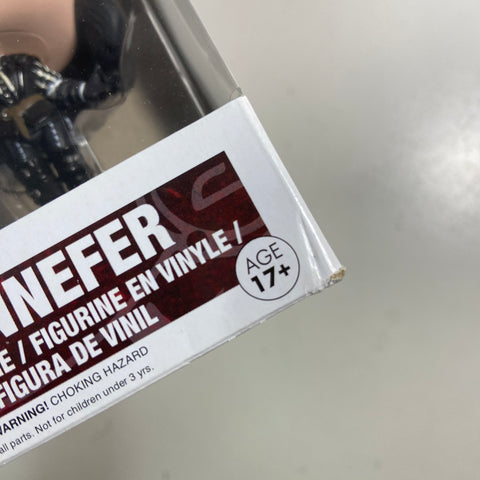 NNEFER
/ FIGURINE EN VINYLE /
FIGURA DE VINIL
AGE
17+
WARNING! CHOKING HAZARD
all parts. Not for children under 3 yrs.